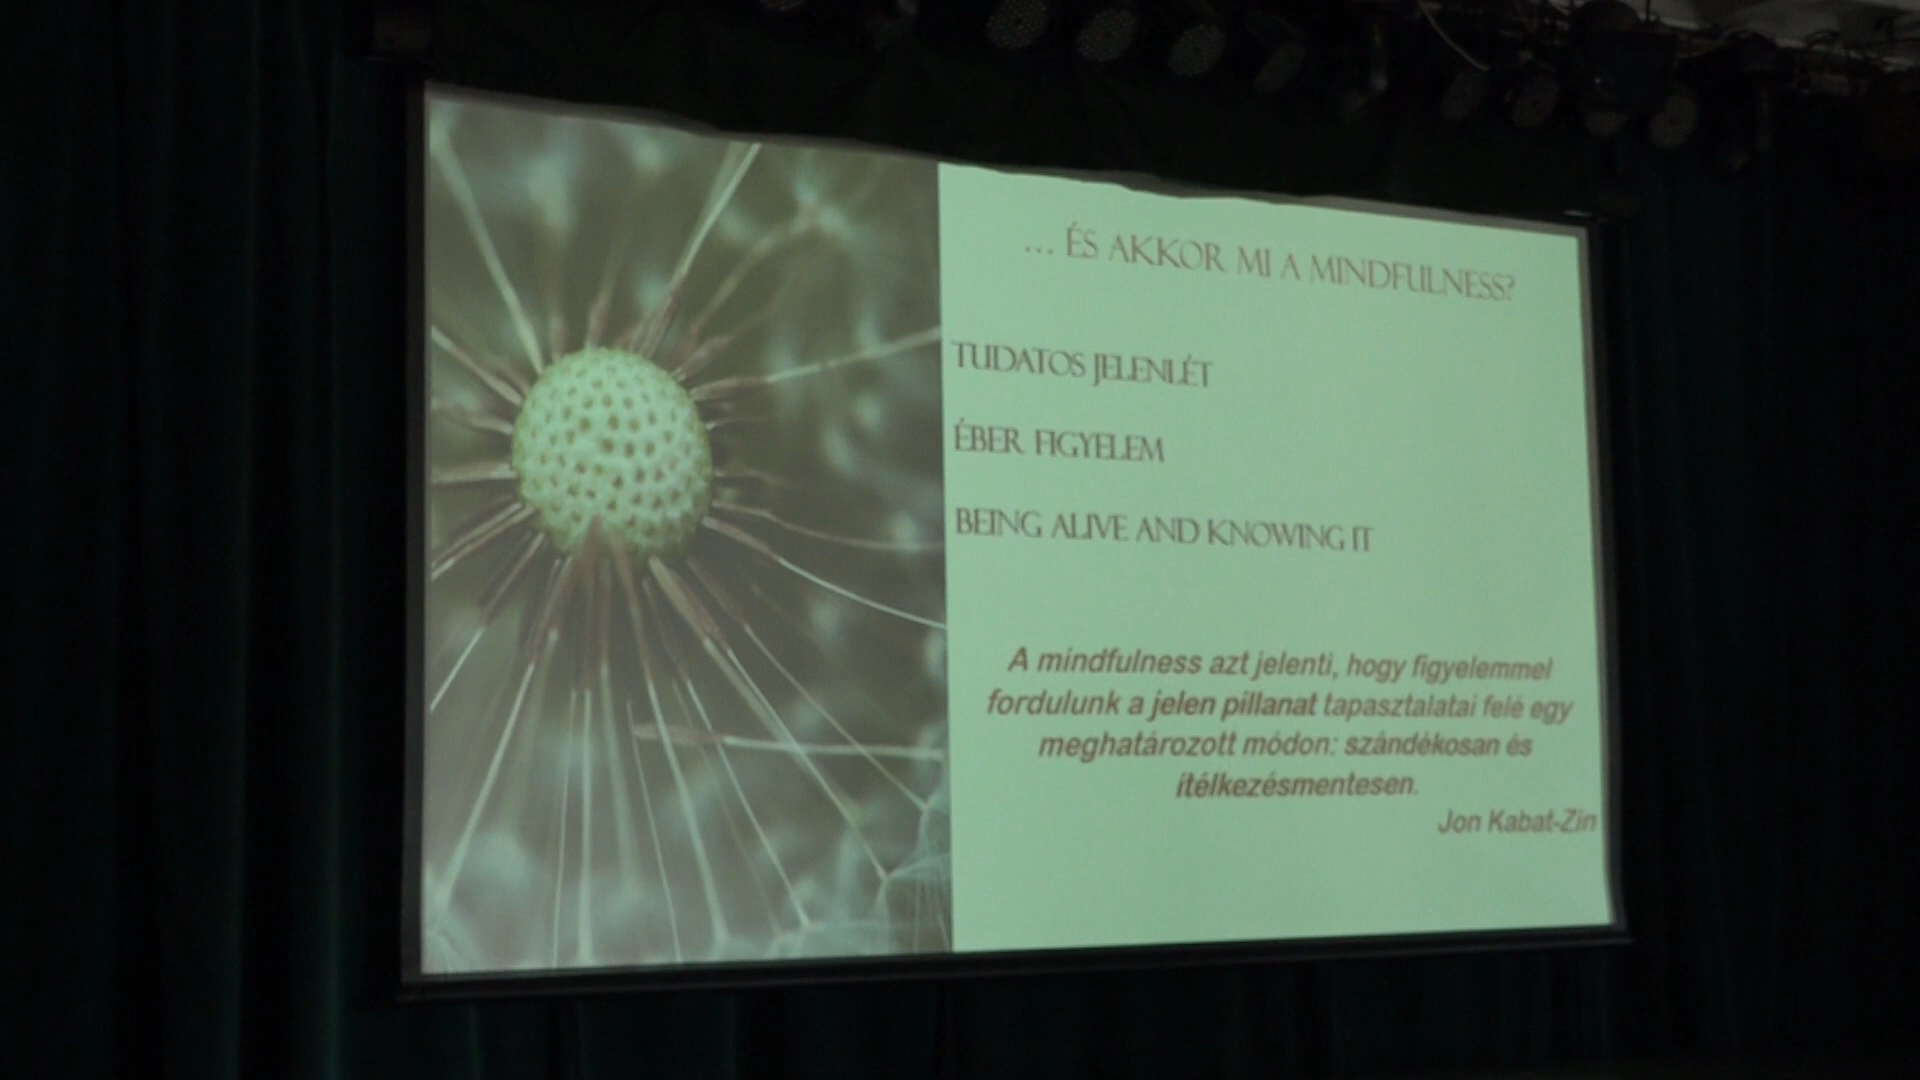 ... ÉS AKKOR MI A MINDFULNESS?
TUDATOS JELENLÉT
ÉBER FIGYELEM
BEING ALIVE AND KNOWING IT
A mindfulness azt jelenti, hogy figyelemmel
fordulunk a jelen pillanat tapasztalatai felé egy
meghatározott módon: szándékosan és
ítélkezésmentesen.
Jon Kabat-Zin